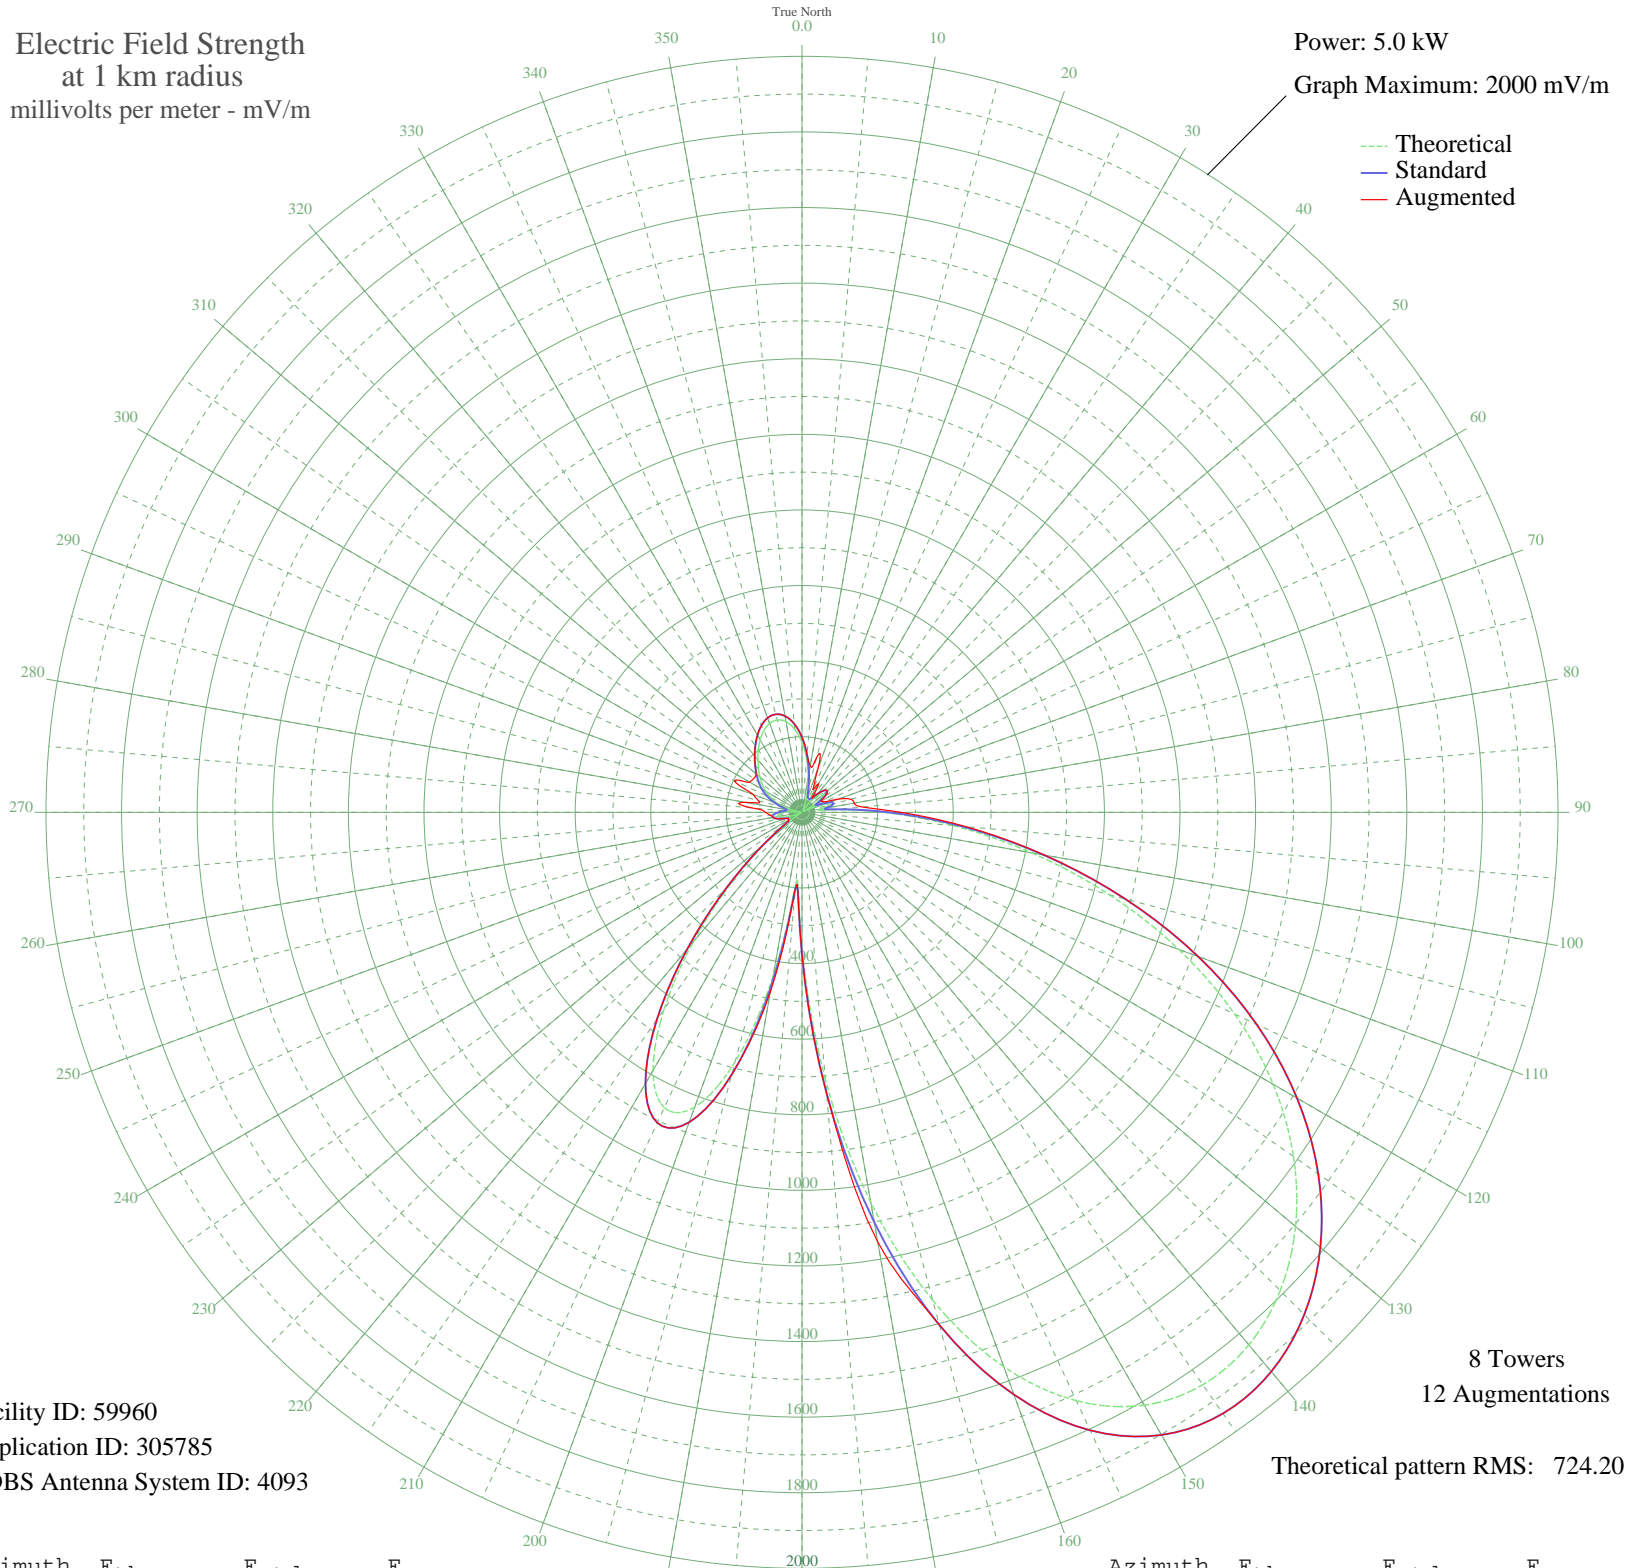 True North
0.0
Electric Field Strength
at 1 km radius
millivolts per meter - mV/m
Power: 5.0 kW
Graph Maximum: 2000 mV/m
Theoretical
Standard
Augmented
10
20
30
40
50
60
70
80
90
100
110
120
130
140
150
160
200
210
220
230
240
250
260
270
280
290
300
310
320
330
340
350
400
600
800
1000
1200
1400
1600
1800
2000
8 Towers
12 Augmentations
Theoretical pattern RMS: 724.20
cility ID: 59960
plication ID: 305785
DBS Antenna System ID: 4093